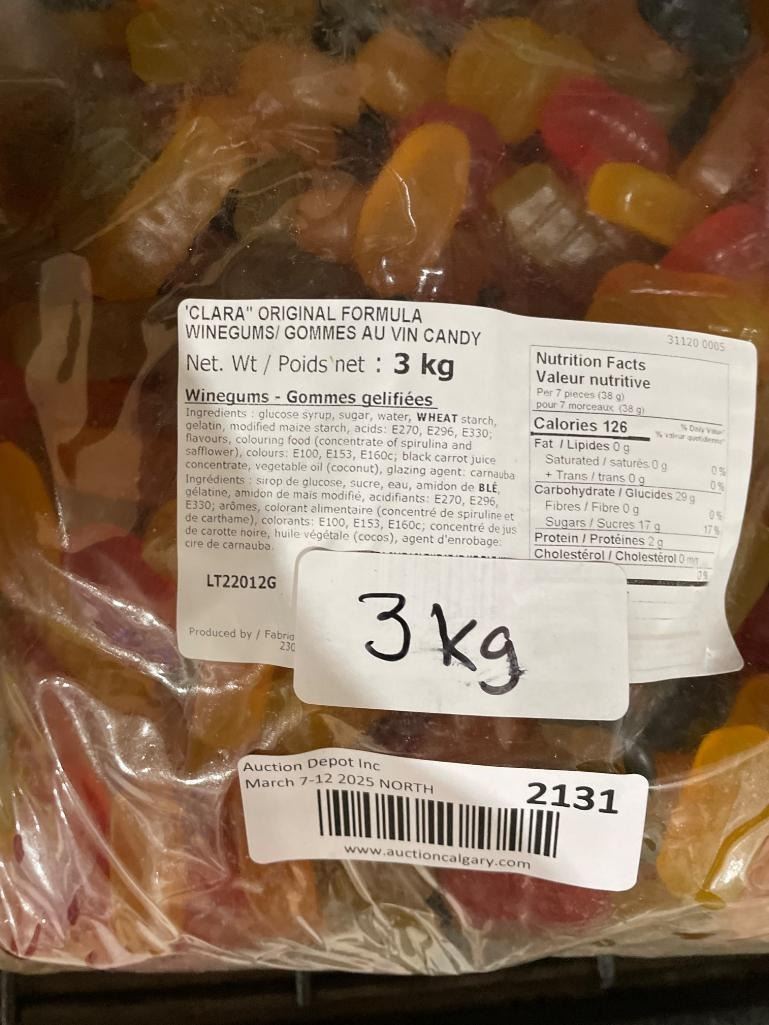 'CLARA" ORIGINAL FORMULA
WINEGUMS/ GOMMES AU VIN CANDY
Net. Wt / Poids net : 3 kg
Winegums - Gommes gelifiées
Ingredients : glucose syrup, sugar, water, WHEAT starch,
gelatin, modified maize starch, acids: E270, E296, E330;
flavours, colouring food (concentrate of spirulina and
safflower), colours: E100, E153, E160c; black carrot juice
concentrate, vegetable oil (coconut), glazing agent: carnauba
Ingrédients : sirop de glucose, sucre, eau, amidon de BLÉ,
gélatine, amidon de maïs modifié, acidifiants: E270, E296,
E330; arômes, colorant alimentaire (concentré de spiruline et
de carthame), colorants: E100, E153, E160c; concentré de jus
de carotte noire, huile végétale (cocos), agent d'enrobage:
cire de carnauba.
LT22012G
Produced by / Fabriq
230
31120 0005
Nutrition Facts
Valeur nutritive
Per 7 pieces (38 g)
pour 7 morceaux (38 g)
Calories 126
% Daily Value*
% valeur quotidienne*
Fat / Lipides 0 g
0 %
Saturated / saturés 0 g
+ Trans / trans 0 g
0 %
Carbohydrate / Glucides 29 g
Fibres / Fibre 0 g
0 %
Sugars / Sucres 17 g
17 %
Protein / Protéines 2 g
Cholestérol / Cholestérol 0 mg
0 %
3 kg
Auction Depot Inc
March 7-12 2025 NORTH
2131
www.auctioncalgary.com